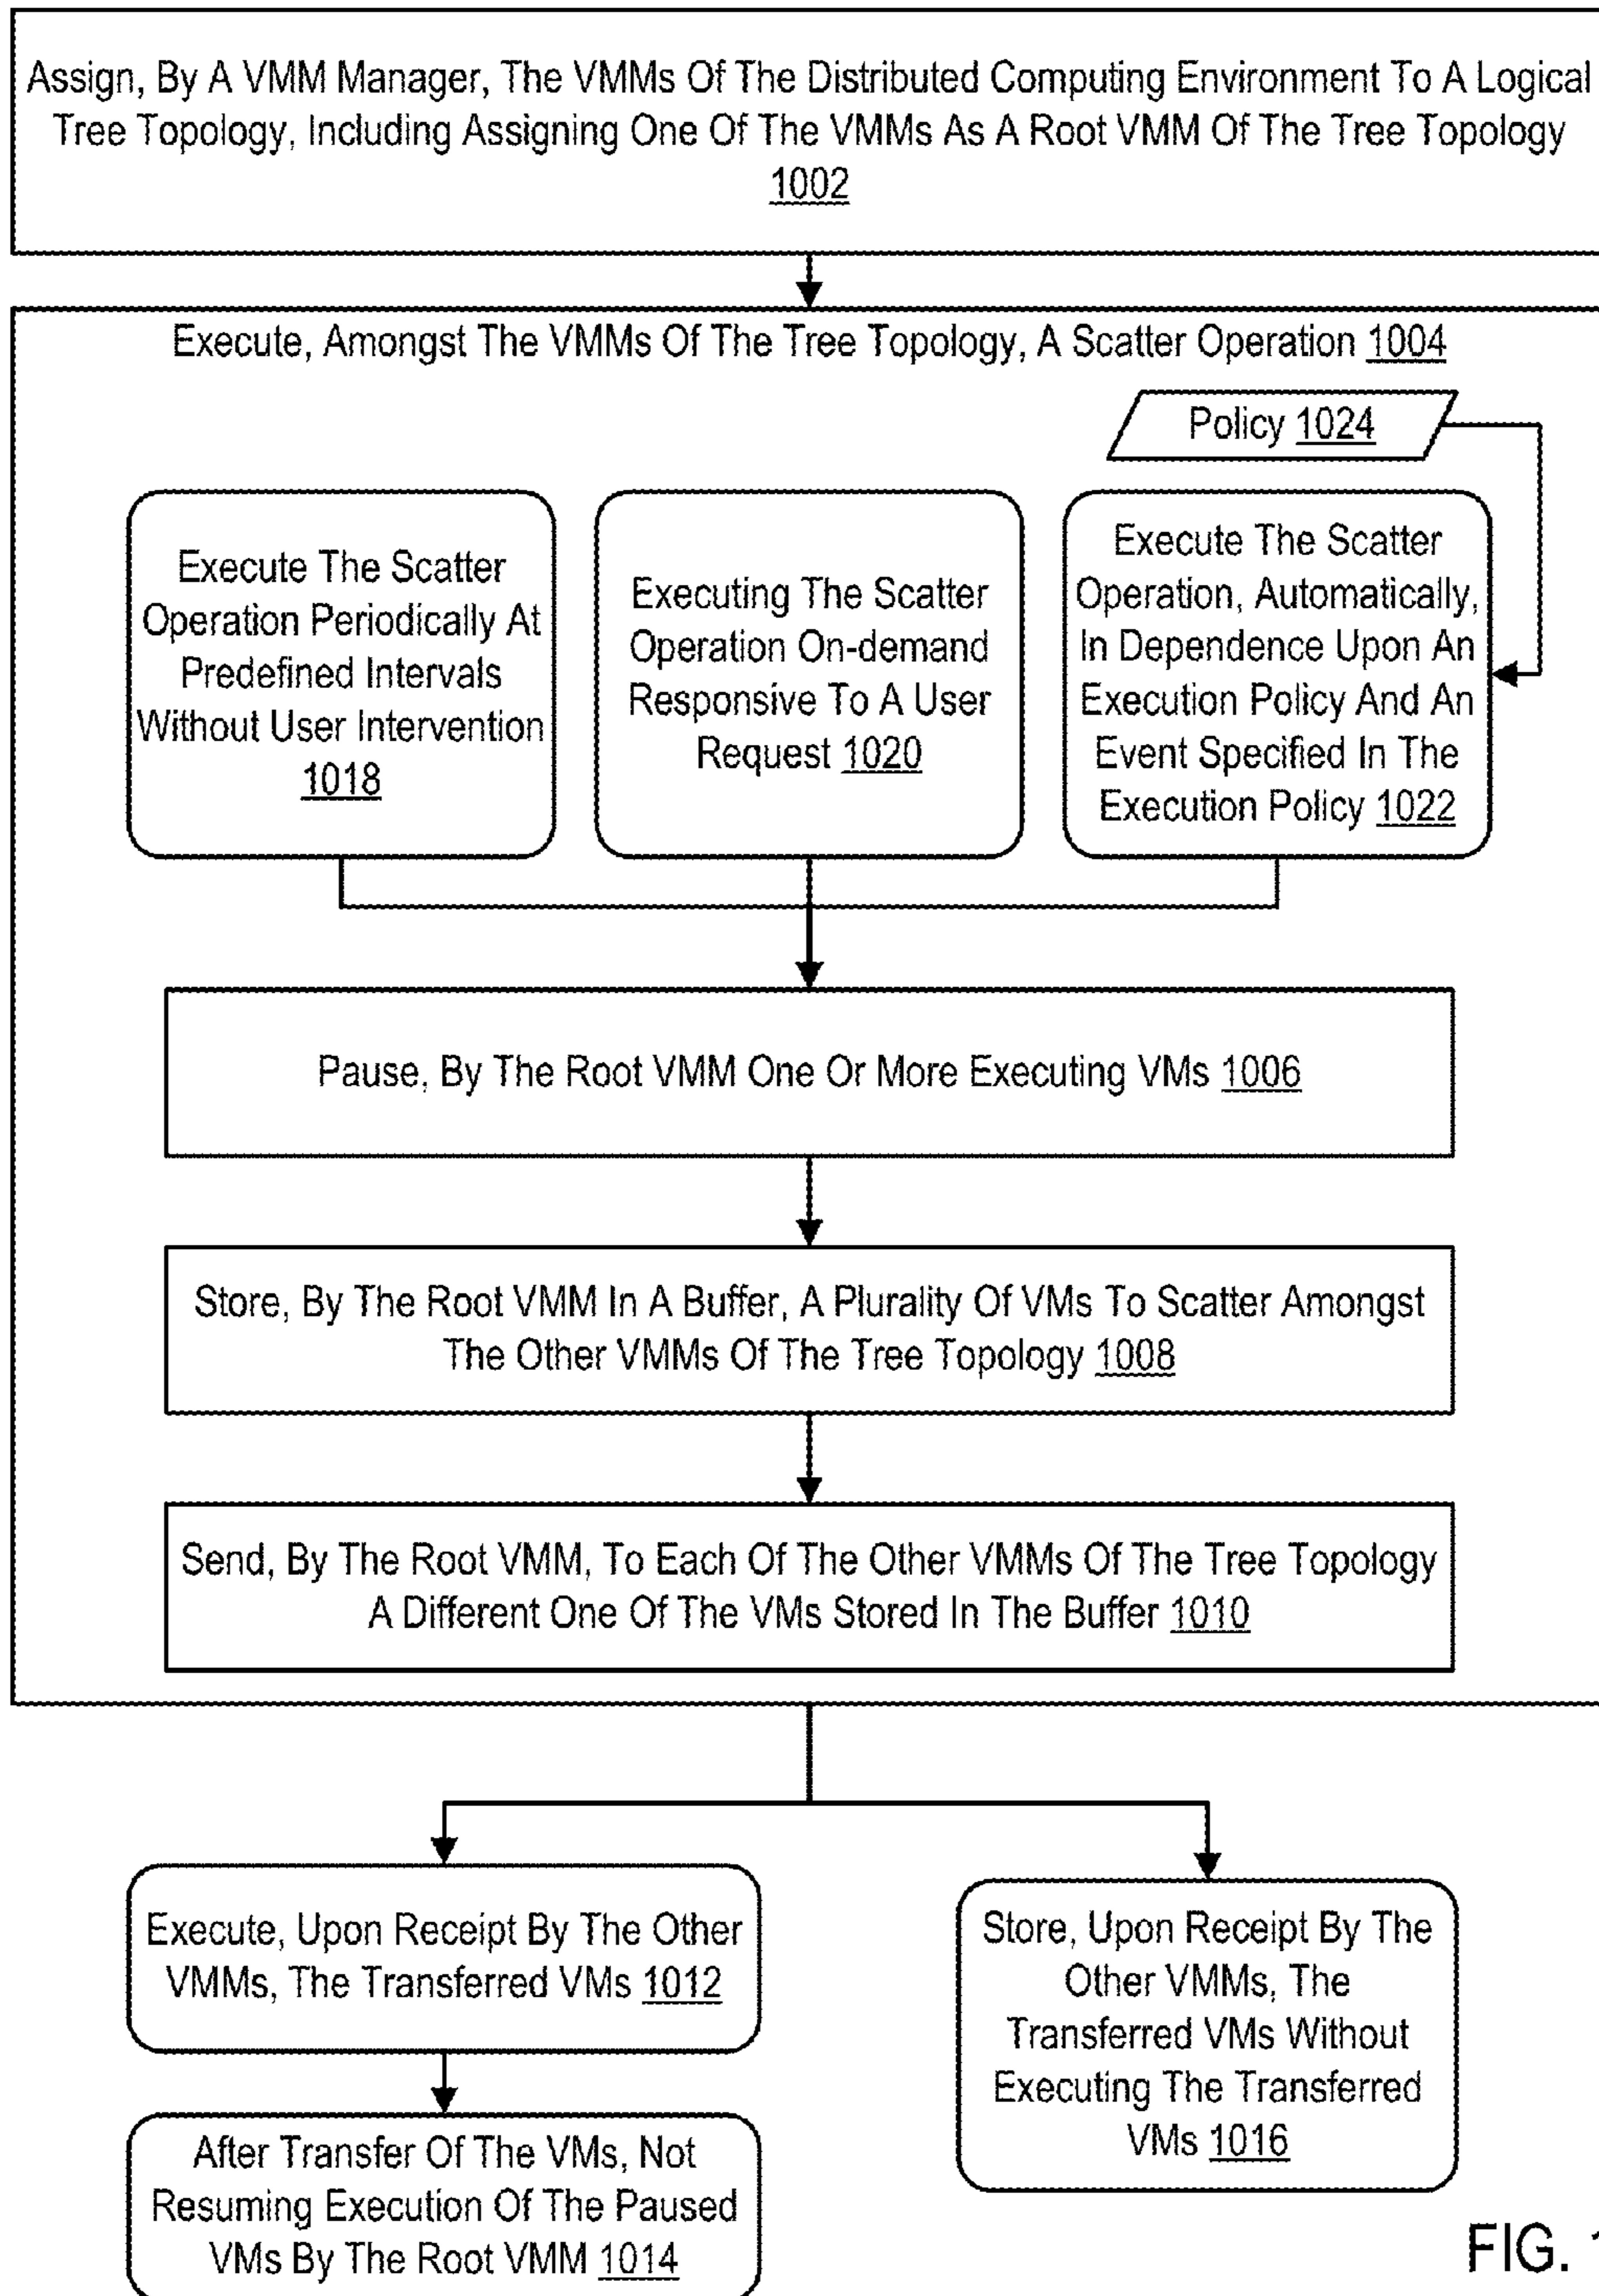 Assign, By A VMM Manager, The VMMs Of The Distributed Computing Environment To A Logical
Tree Topology, Including Assigning One Of The VMMs As A Root VMM Of The Tree Topology
1002
Execute, Amongst The VMMs Of The Tree Topology, A Scatter Operation 1004
Policy 1024
Execute The Scatter
Operation Periodically At
Predefined Intervals
Without User Intervention
1018
Executing The Scatter
Operation On-demand
Responsive To A User
Request 1020
Execute The Scatter
Operation, Automatically,
In Dependence Upon An
Execution Policy And An
Event Specified In The
Execution Policy 1022
Pause, By The Root VMM One Or More Executing VMs 1006
Store, By The Root VMM In A Buffer, A Plurality Of VMs To Scatter Amongst
The Other VMMs Of The Tree Topology 1008
Send, By The Root VMM, To Each Of The Other VMMs Of The Tree Topology
A Different One Of The VMs Stored In The Buffer 1010
Execute, Upon Receipt By The Other
VMMs, The Transferred VMs 1012
After Transfer Of The VMs, Not
Resuming Execution Of The Paused
VMs By The Root VMM 1014
Store, Upon Receipt By The
Other VMMs, The
Transferred VMs Without
Executing The Transferred
VMs 1016
FIG.